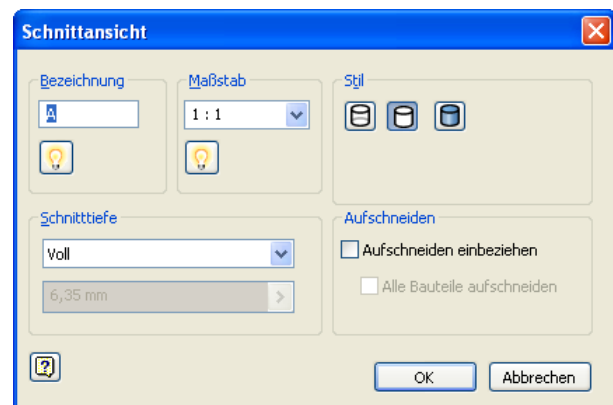 Schnittansicht
Bezeichnung
A
Maßstab
1 : 1
Stil
Schnitttiefe
Voll
6,35 mm
Aufschneiden
Aufschneiden einbeziehen
Alle Bauteile aufschneiden
OK
Abbrechen